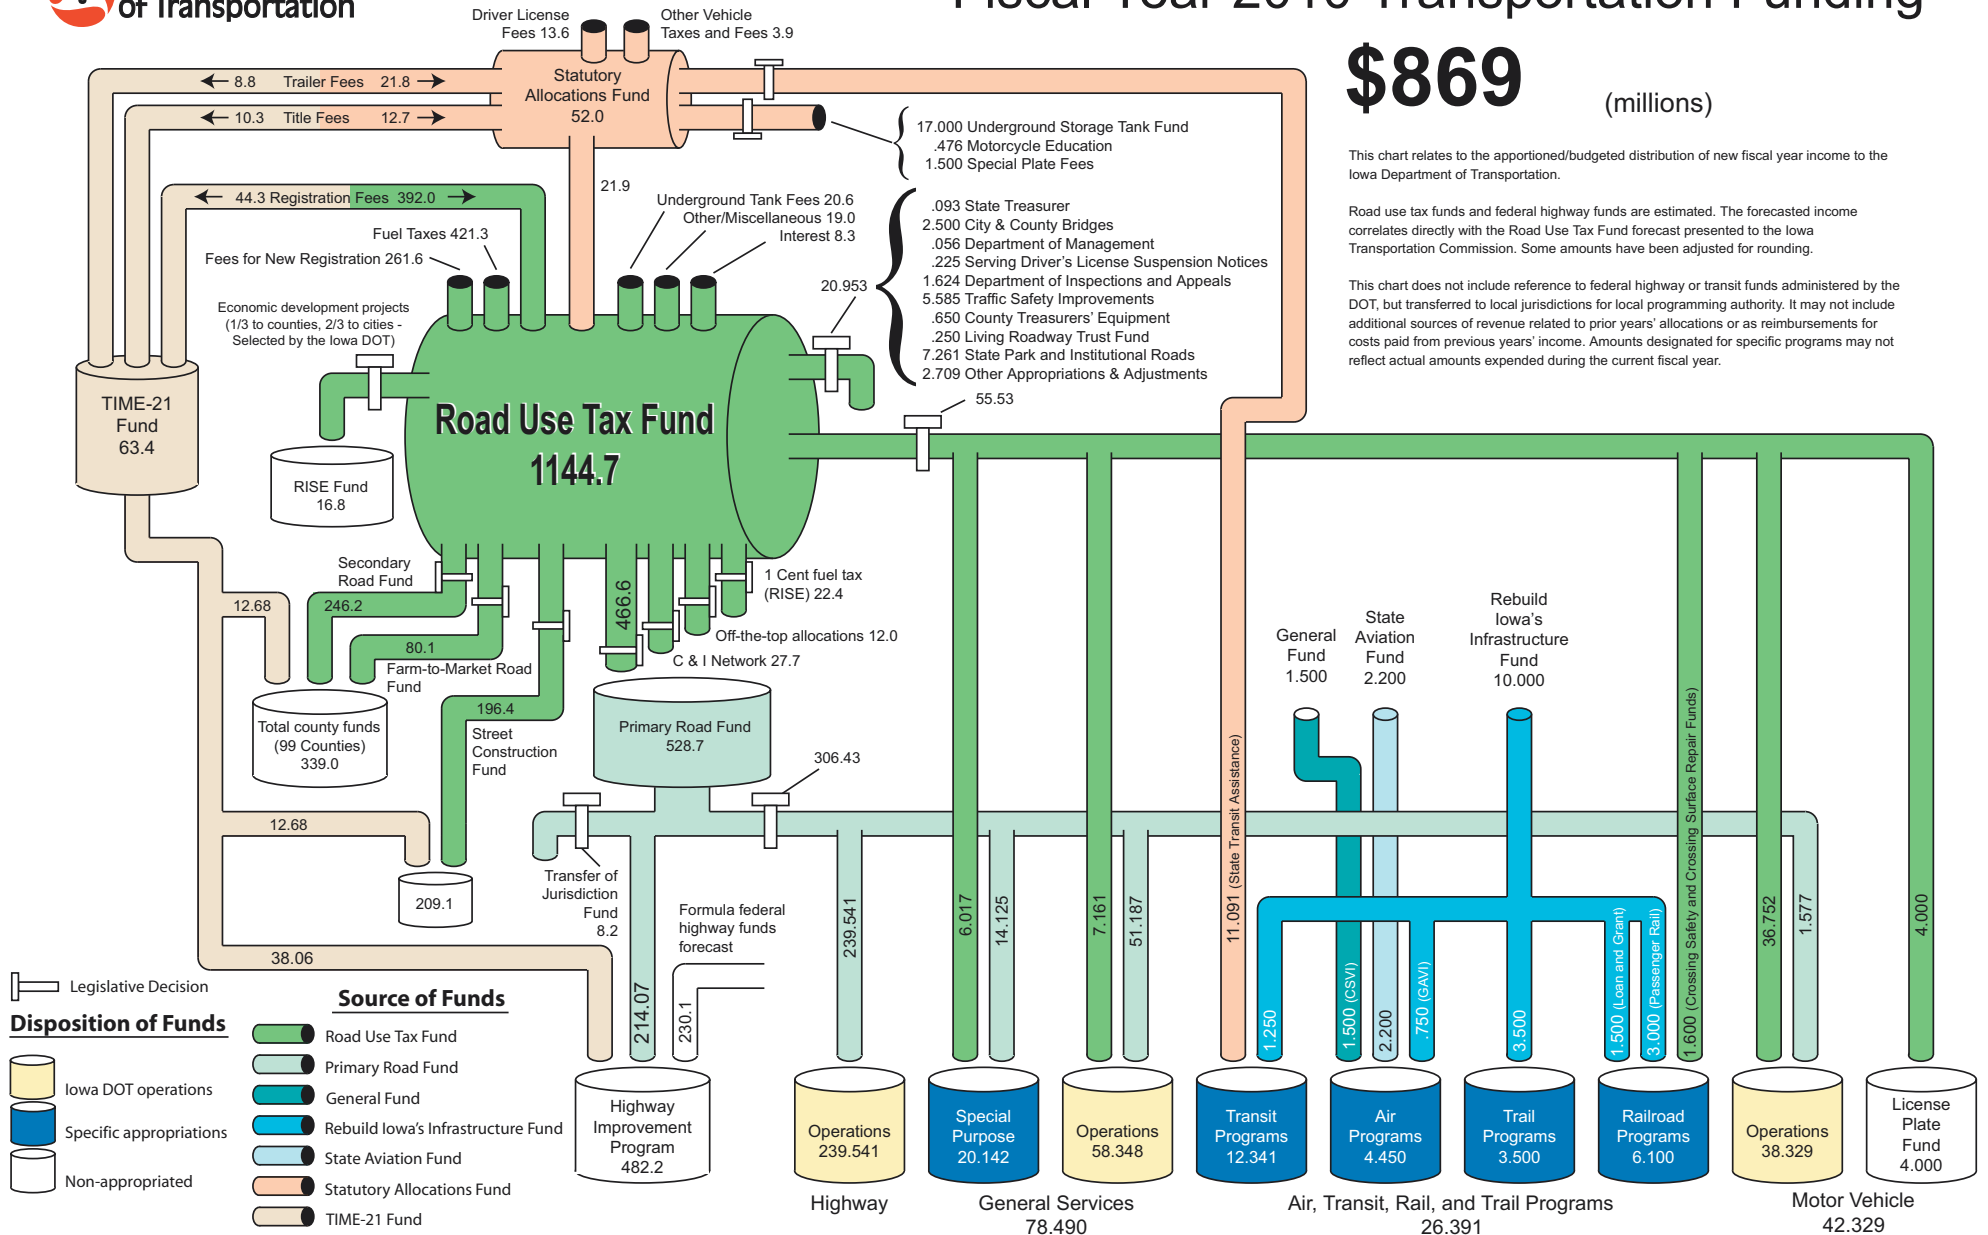 of Transportation
Fiscal Year 2010 Transportation Funding
$869 (millions)
This chart relates to the apportioned/budgeted distribution of new fiscal year income to the
Iowa Department of Transportation.
Road use tax funds and federal highway funds are estimated. The forecasted income
correlates directly with the Road Use Tax Fund forecast presented to the Iowa
Transportation Commission. Some amounts have been adjusted for rounding.
This chart does not include reference to federal highway or transit funds administered by the
DOT, but transferred to local jurisdictions for local programming authority. It may not include
additional sources of revenue related to prior years' allocations or as reimbursements for
costs paid from previous years' income. Amounts designated for specific programs may not
reflect actual amounts expended during the current fiscal year.
Driver License
Fees 13.6
Other Vehicle
Taxes and Fees 3.9
8.8 Trailer Fees 21.8
10.3 Title Fees 12.7
Statutory
Allocations Fund
52.0
17.000 Underground Storage Tank Fund
.476 Motorcycle Education
1.500 Special Plate Fees
21.9
44.3 Registration Fees 392.0
Underground Tank Fees 20.6
Other/Miscellaneous 19.0
Interest 8.3
Fuel Taxes 421.3
Fees for New Registration 261.6
20.953
.093 State Treasurer
2.500 City & County Bridges
.056 Department of Management
.225 Serving Driver's License Suspension Notices
1.624 Department of Inspections and Appeals
5.585 Traffic Safety Improvements
.650 County Treasurers' Equipment
.250 Living Roadway Trust Fund
7.261 State Park and Institutional Roads
2.709 Other Appropriations & Adjustments
Economic development projects
(1/3 to counties, 2/3 to cities -
Selected by the Iowa DOT)
TIME-21
Fund
63.4
RISE Fund
16.8
Road Use Tax Fund
1144.7
55.53
Secondary
Road Fund
12.68
246.2
80.1
Farm-to-Market Road
Fund
196.4
Street
Construction
Fund
466.6
1 Cent fuel tax
(RISE) 22.4
Off-the-top allocations 12.0
C & I Network 27.7
Total county funds
(99 Counties)
339.0
Primary Road Fund
528.7
306.43
12.68
209.1
Transfer of
Jurisdiction
Fund
8.2
Formula federal
highway funds
forecast
38.06
214.07
230.1
General
Fund
1.500
State
Aviation
Fund
2.200
Rebuild
Iowa's
Infrastructure
Fund
10.000
239.541
6.017
14.125
7.161
51.187
11.091 (State Transit Assistance)
1.250
1.500 (CSVI)
2.200
.750 (GAVI)
3.500
1.500 (Loan and Grant)
3.000 (Passenger Rail)
1.600 (Crossing Safety and Crossing Surface Repair Funds)
36.752
1.577
4.000
Legislative Decision
Disposition of Funds
Iowa DOT operations
Specific appropriations
Non-appropriated
Source of Funds
Road Use Tax Fund
Primary Road Fund
General Fund
Rebuild Iowa's Infrastructure Fund
State Aviation Fund
Statutory Allocations Fund
TIME-21 Fund
Highway
Improvement
Program
482.2
Operations
239.541
Special
Purpose
20.142
Operations
58.348
Transit
Programs
12.341
Air
Programs
4.450
Trail
Programs
3.500
Railroad
Programs
6.100
Operations
38.329
License
Plate
Fund
4.000
Highway
General Services
78.490
Air, Transit, Rail, and Trail Programs
26.391
Motor Vehicle
42.329